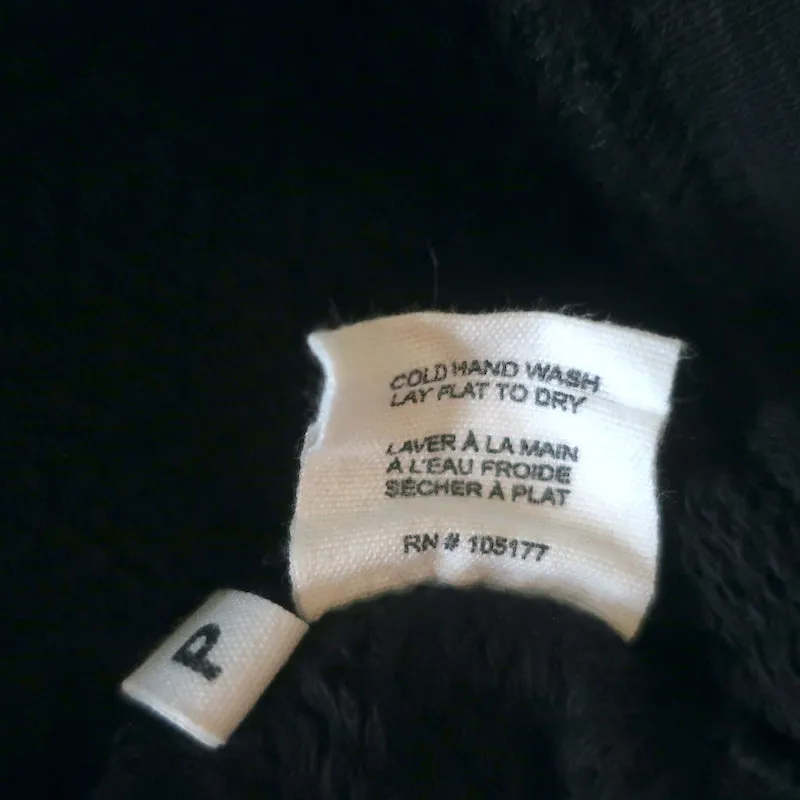 COLD HAND WASH
LAY FLAT TO DRY
LAVER À LA MAIN
À L'EAU FROIDE
SÉCHER À PLAT
RN # 105177
P